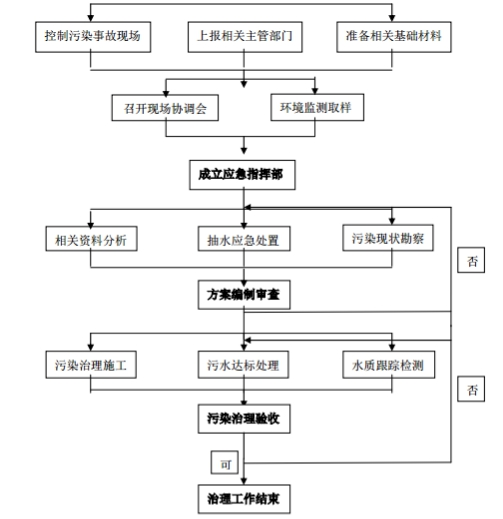 控制污染事故现场
上报相关主管部门
准备相关基础材料
召开现场协调会
环境监测取样
成立应急指挥部
相关资料分析
抽水应急处置
污染现状勘察
否
方案编制审查
污染治理施工
污水达标处理
水质跟踪检测
否
污染治理验收
可
治理工作结束